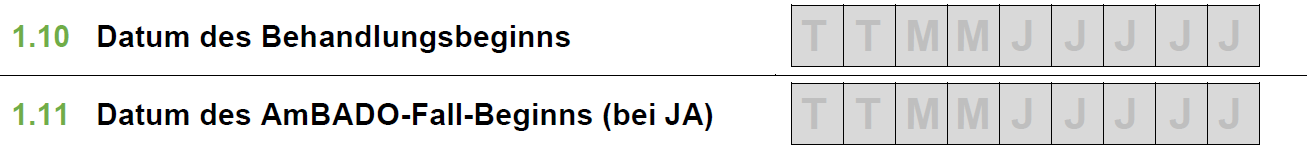 1.10 Datum des Behandlungsbeginns T T M M J J J J J
1.11 Datum des AmBADO-Fall-Beginns (bei JA) T T M M J J J J J